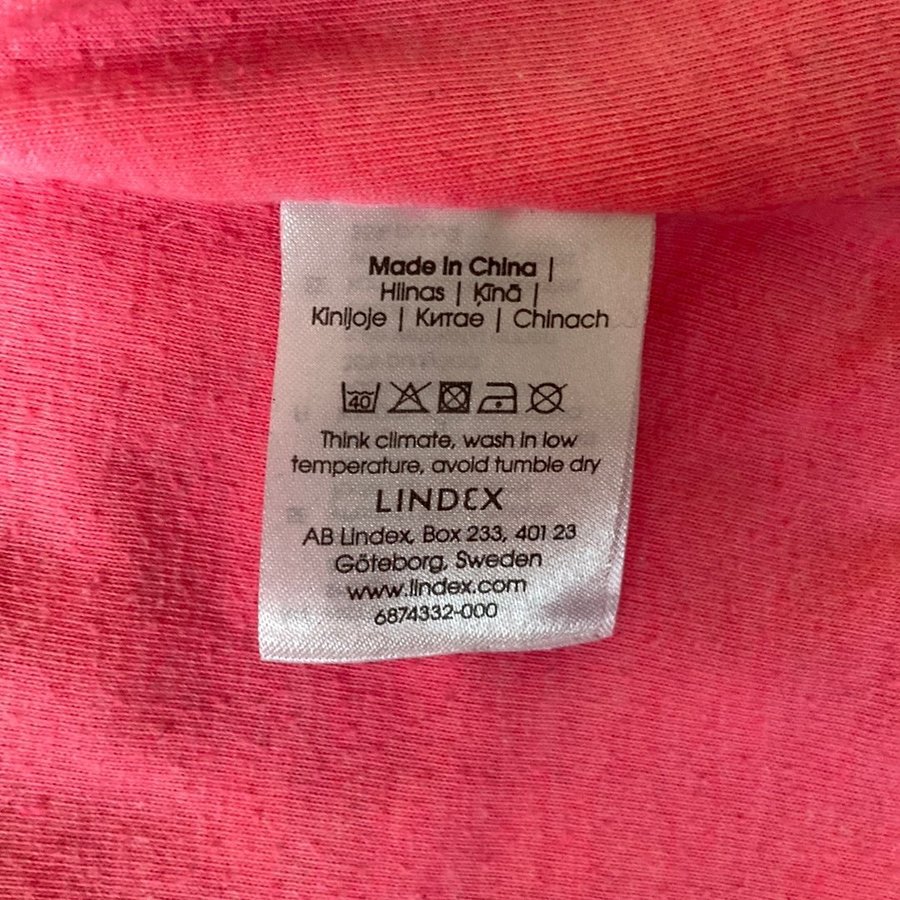 Made in China |
Hiinas | Ķīnā |
Kinijoje | Китае | Chinach
40
Think climate, wash in low
temperature, avoid tumble dry
LINDEX
AB Lindex, Box 233, 401 23
Göteborg, Sweden
www.lindex.com
6874332-000